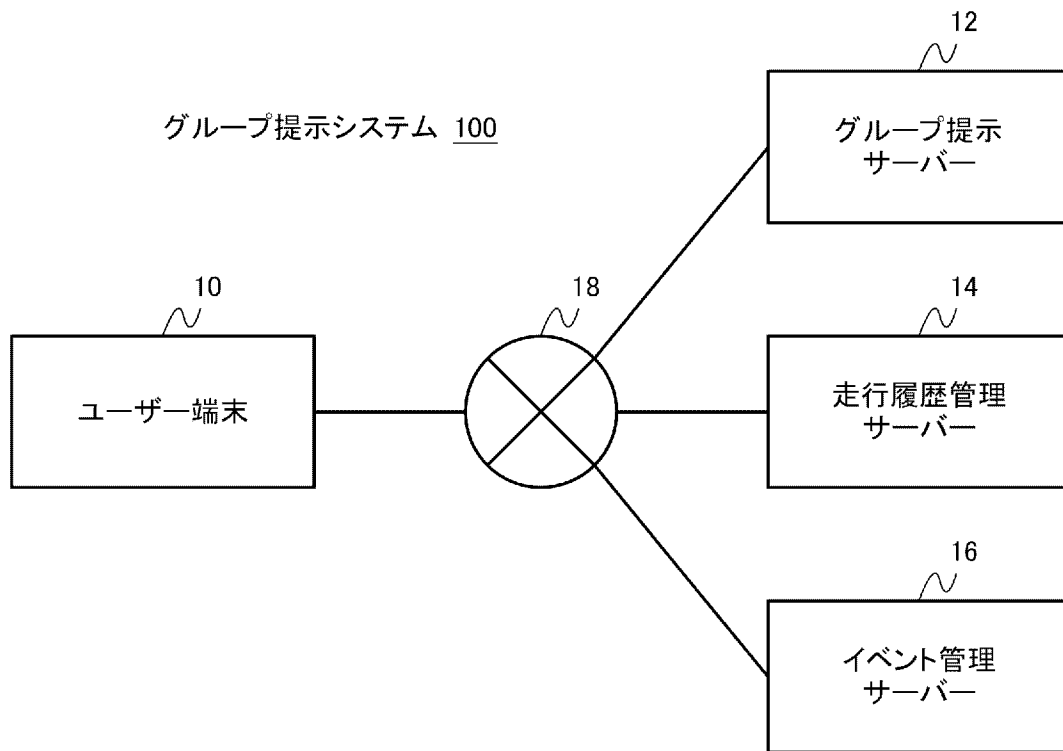 12
グループ提示システム 100
グループ提示
サーバー
10
18
14
ユーザー端末
走行履歴管理
サーバー
16
イベント管理
サーバー